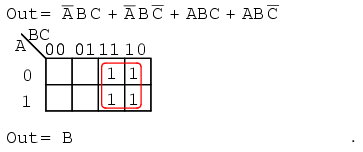 Out= A̅BC + A̅BC̅ + ABC + ABC̅
BC
A 00 01 11 10
0 1 1
1 1 1
Out= B .